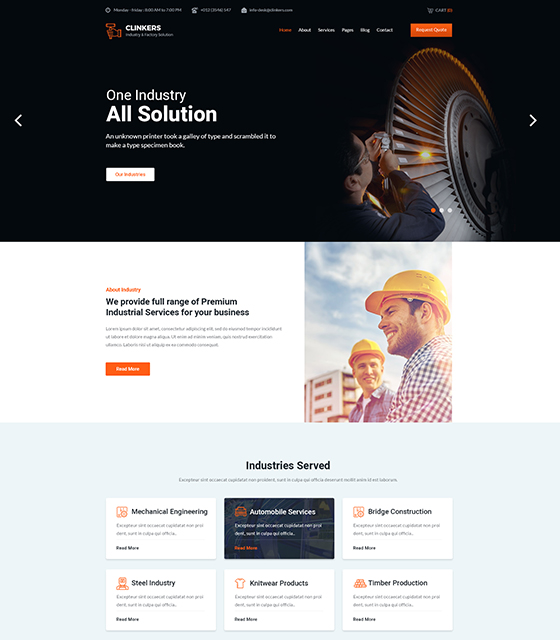 Monday - Friday : 8:00 AM to 7:00 PM
info-desk@clinkers.com
CART (0)
CLINKERS
Industry & Factory Solution
Home About Services Pages Blog Contact
Request Quote
One Industry
All Solution
An unknown printer took a galley of type and scrambled it to
make a type specimen book.
Our Industries
About Industry
We provide full range of Premium
Industrial Services for your business
Lorem ipsum dolor sit amet, consectetur adipiscing elit, sed do eiusmod tempor incididunt
ut labore et dolore magna aliqua. Ut enim ad minim veniam, quis nostrud exercitation
ullamco laboris nisi ut aliquip ex ea commodo consequat.
Read More
Industries Served
Excepteur sint occaecat cupidatat non proident, sunt in culpa qui officia deserunt mollit anim id est laborum.
Mechanical Engineering
Excepteur sint occaecat cupidatat non proi
dent, sunt in culpa qui officia..
Read More
Automobile Services
Excepteur sint occaecat cupidatat non proi
dent, sunt in culpa qui officia..
Read More
Bridge Construction
Excepteur sint occaecat cupidatat non proi
dent, sunt in culpa qui officia..
Read More
Steel Industry
Excepteur sint occaecat cupidatat non proi
dent, sunt in culpa qui officia..
Read More
Knitwear Products
Excepteur sint occaecat cupidatat non proi
dent, sunt in culpa qui officia..
Read More
Timber Production
Excepteur sint occaecat cupidatat non proi
dent, sunt in culpa qui officia..
Read More